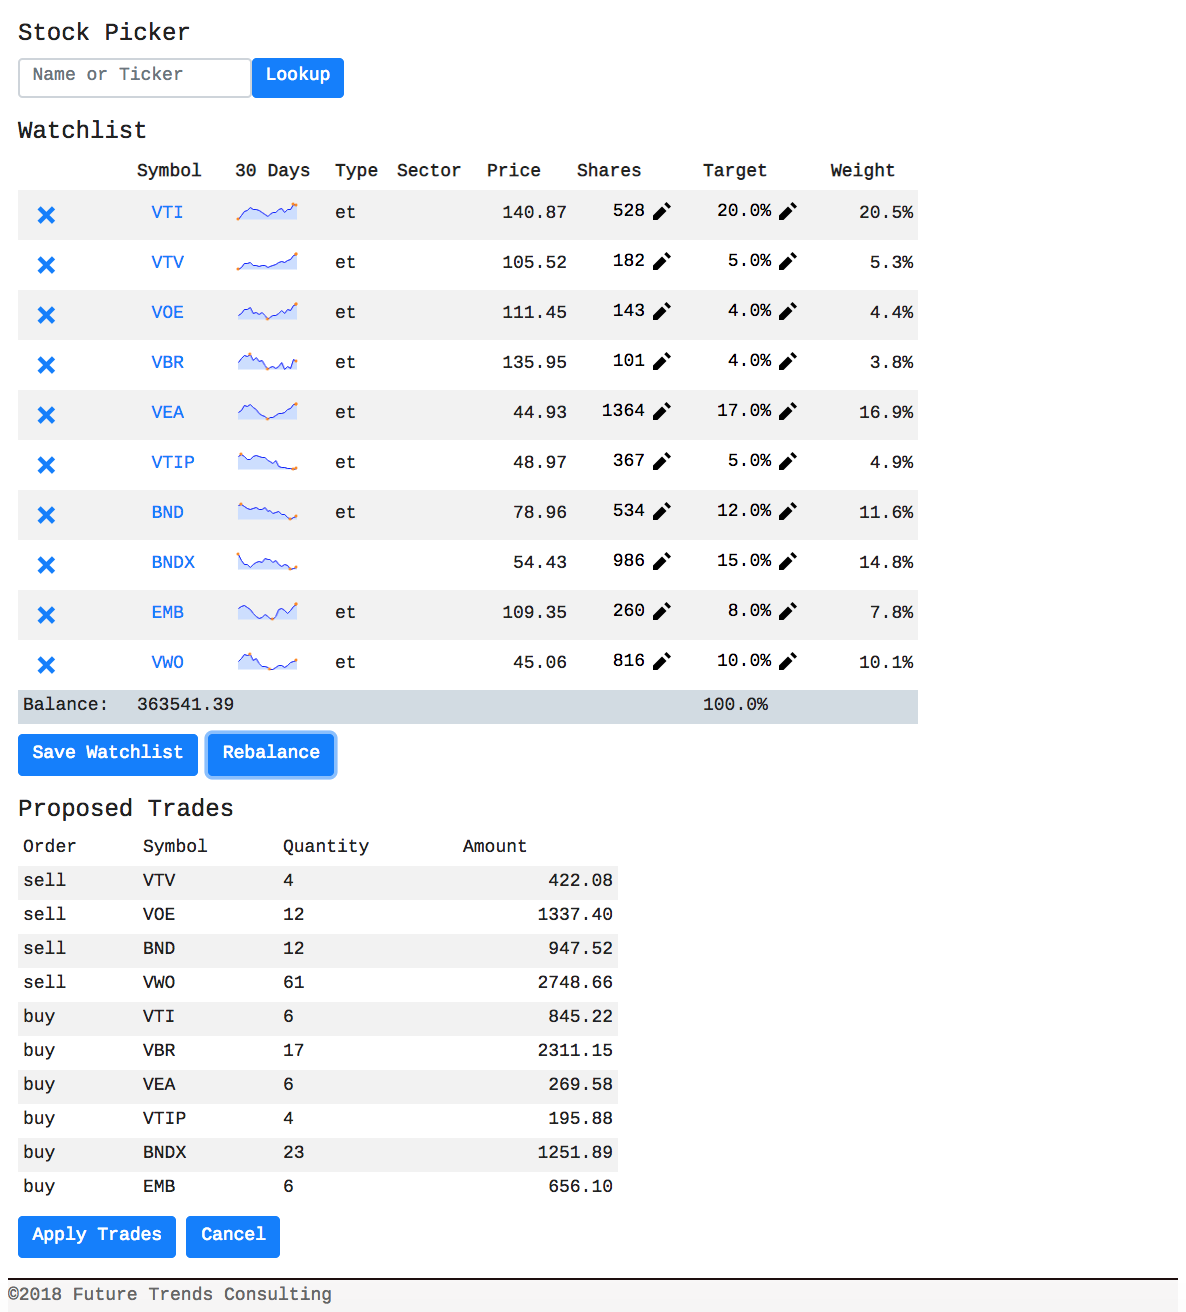 Stock Picker
Name or Ticker Lookup
Watchlist
Symbol 30 Days Type Sector Price Shares Target Weight
VTI et 140.87 528 20.0% 20.5%
VTV et 105.52 182 5.0% 5.3%
VOE et 111.45 143 4.0% 4.4%
VBR et 135.95 101 4.0% 3.8%
VEA et 44.93 1364 17.0% 16.9%
VTIP et 48.97 367 5.0% 4.9%
BND et 78.96 534 12.0% 11.6%
BNDX 54.43 986 15.0% 14.8%
EMB et 109.35 260 8.0% 7.8%
VWO et 45.06 816 10.0% 10.1%
Balance: 363541.39 100.0%
Save Watchlist Rebalance
Proposed Trades
Order Symbol Quantity Amount
sell VTV 4 422.08
sell VOE 12 1337.40
sell BND 12 947.52
sell VWO 61 2748.66
buy VTI 6 845.22
buy VBR 17 2311.15
buy VEA 6 269.58
buy VTIP 4 195.88
buy BNDX 23 1251.89
buy EMB 6 656.10
Apply Trades Cancel
©2018 Future Trends Consulting